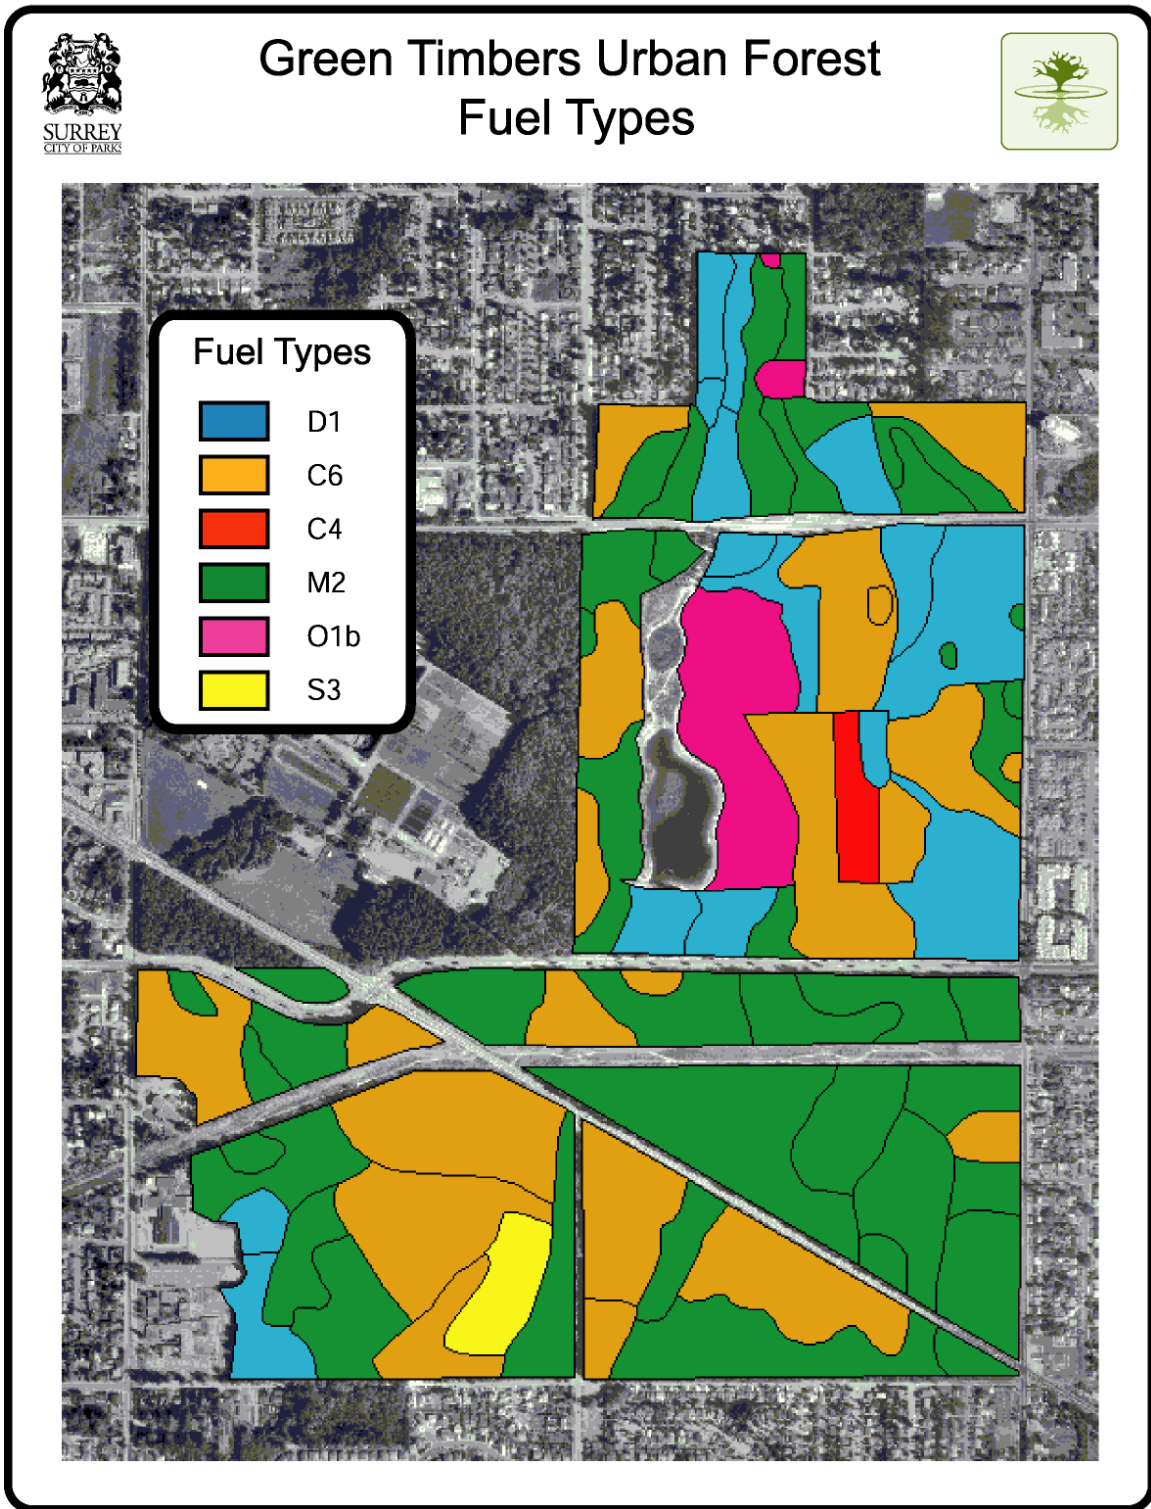 Green Timbers Urban Forest
Fuel Types
SURREY
CITY OF PARKS
Fuel Types
D1
C6
C4
M2
O1b
S3